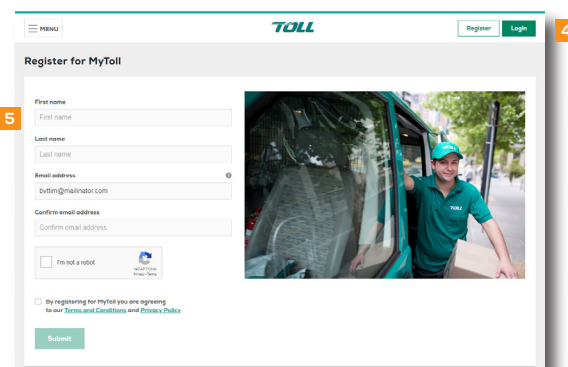 MENU
TOLL
Register
Login
4
Register for MyToll
5
First name
First name
Last name
Last name
Email address
bvttim@mailinator.com
Confirm email address
Confirm email address
I'm not a robot
reCAPTCHA
Privacy - Terms
By registering for MyToll you are agreeing
to our Terms and Conditions and Privacy Policy
Submit
TOLL